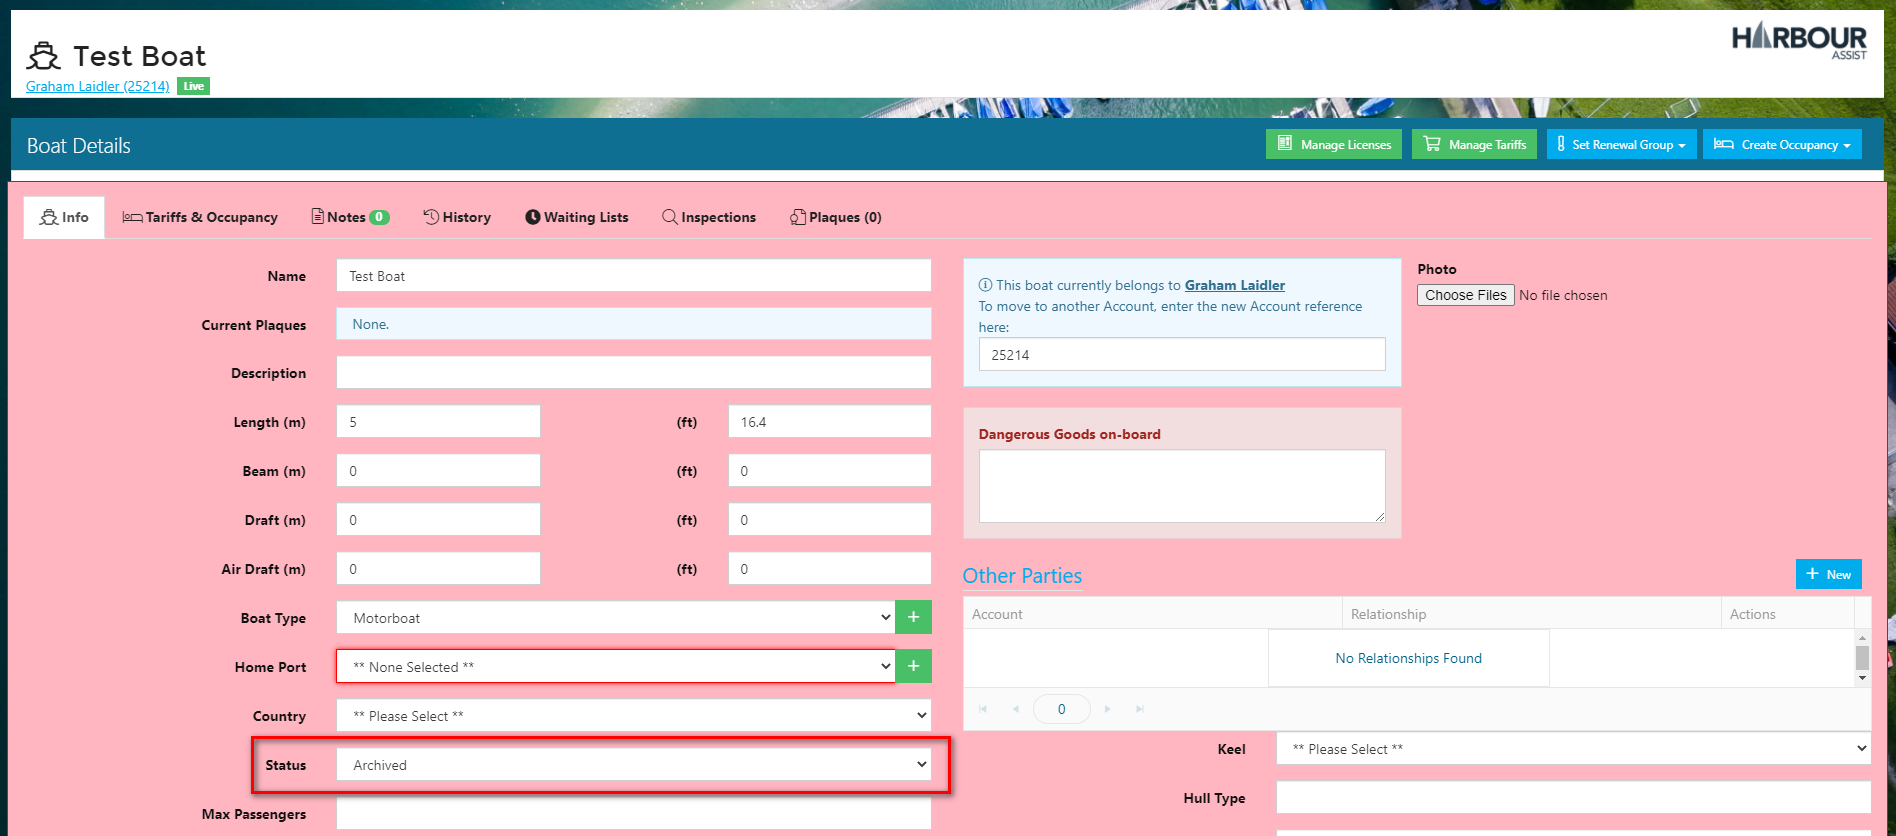 Test Boat
HARBOUR
ASSIST
Graham Laidler (25214) Live
Boat Details
Manage Licenses
Manage Tariffs
Set Renewal Group
Create Occupancy
Info
Tariffs & Occupancy
Notes 0
History
Waiting Lists
Inspections
Plaques (0)
Name Test Boat
Current Plaques None.
Description
Length (m) 5 (ft) 16.4
Beam (m) 0 (ft) 0
Draft (m) 0 (ft) 0
Air Draft (m) 0 (ft) 0
Boat Type Motorboat +
Home Port ** None Selected ** +
Country ** Please Select **
Status Archived
Max Passengers
This boat currently belongs to Graham Laidler
To move to another Account, enter the new Account reference
here:
25214
Photo
Choose Files No file chosen
Dangerous Goods on-board
Other Parties
+ New
Account Relationship Actions
No Relationships Found
0
Keel ** Please Select **
Hull Type